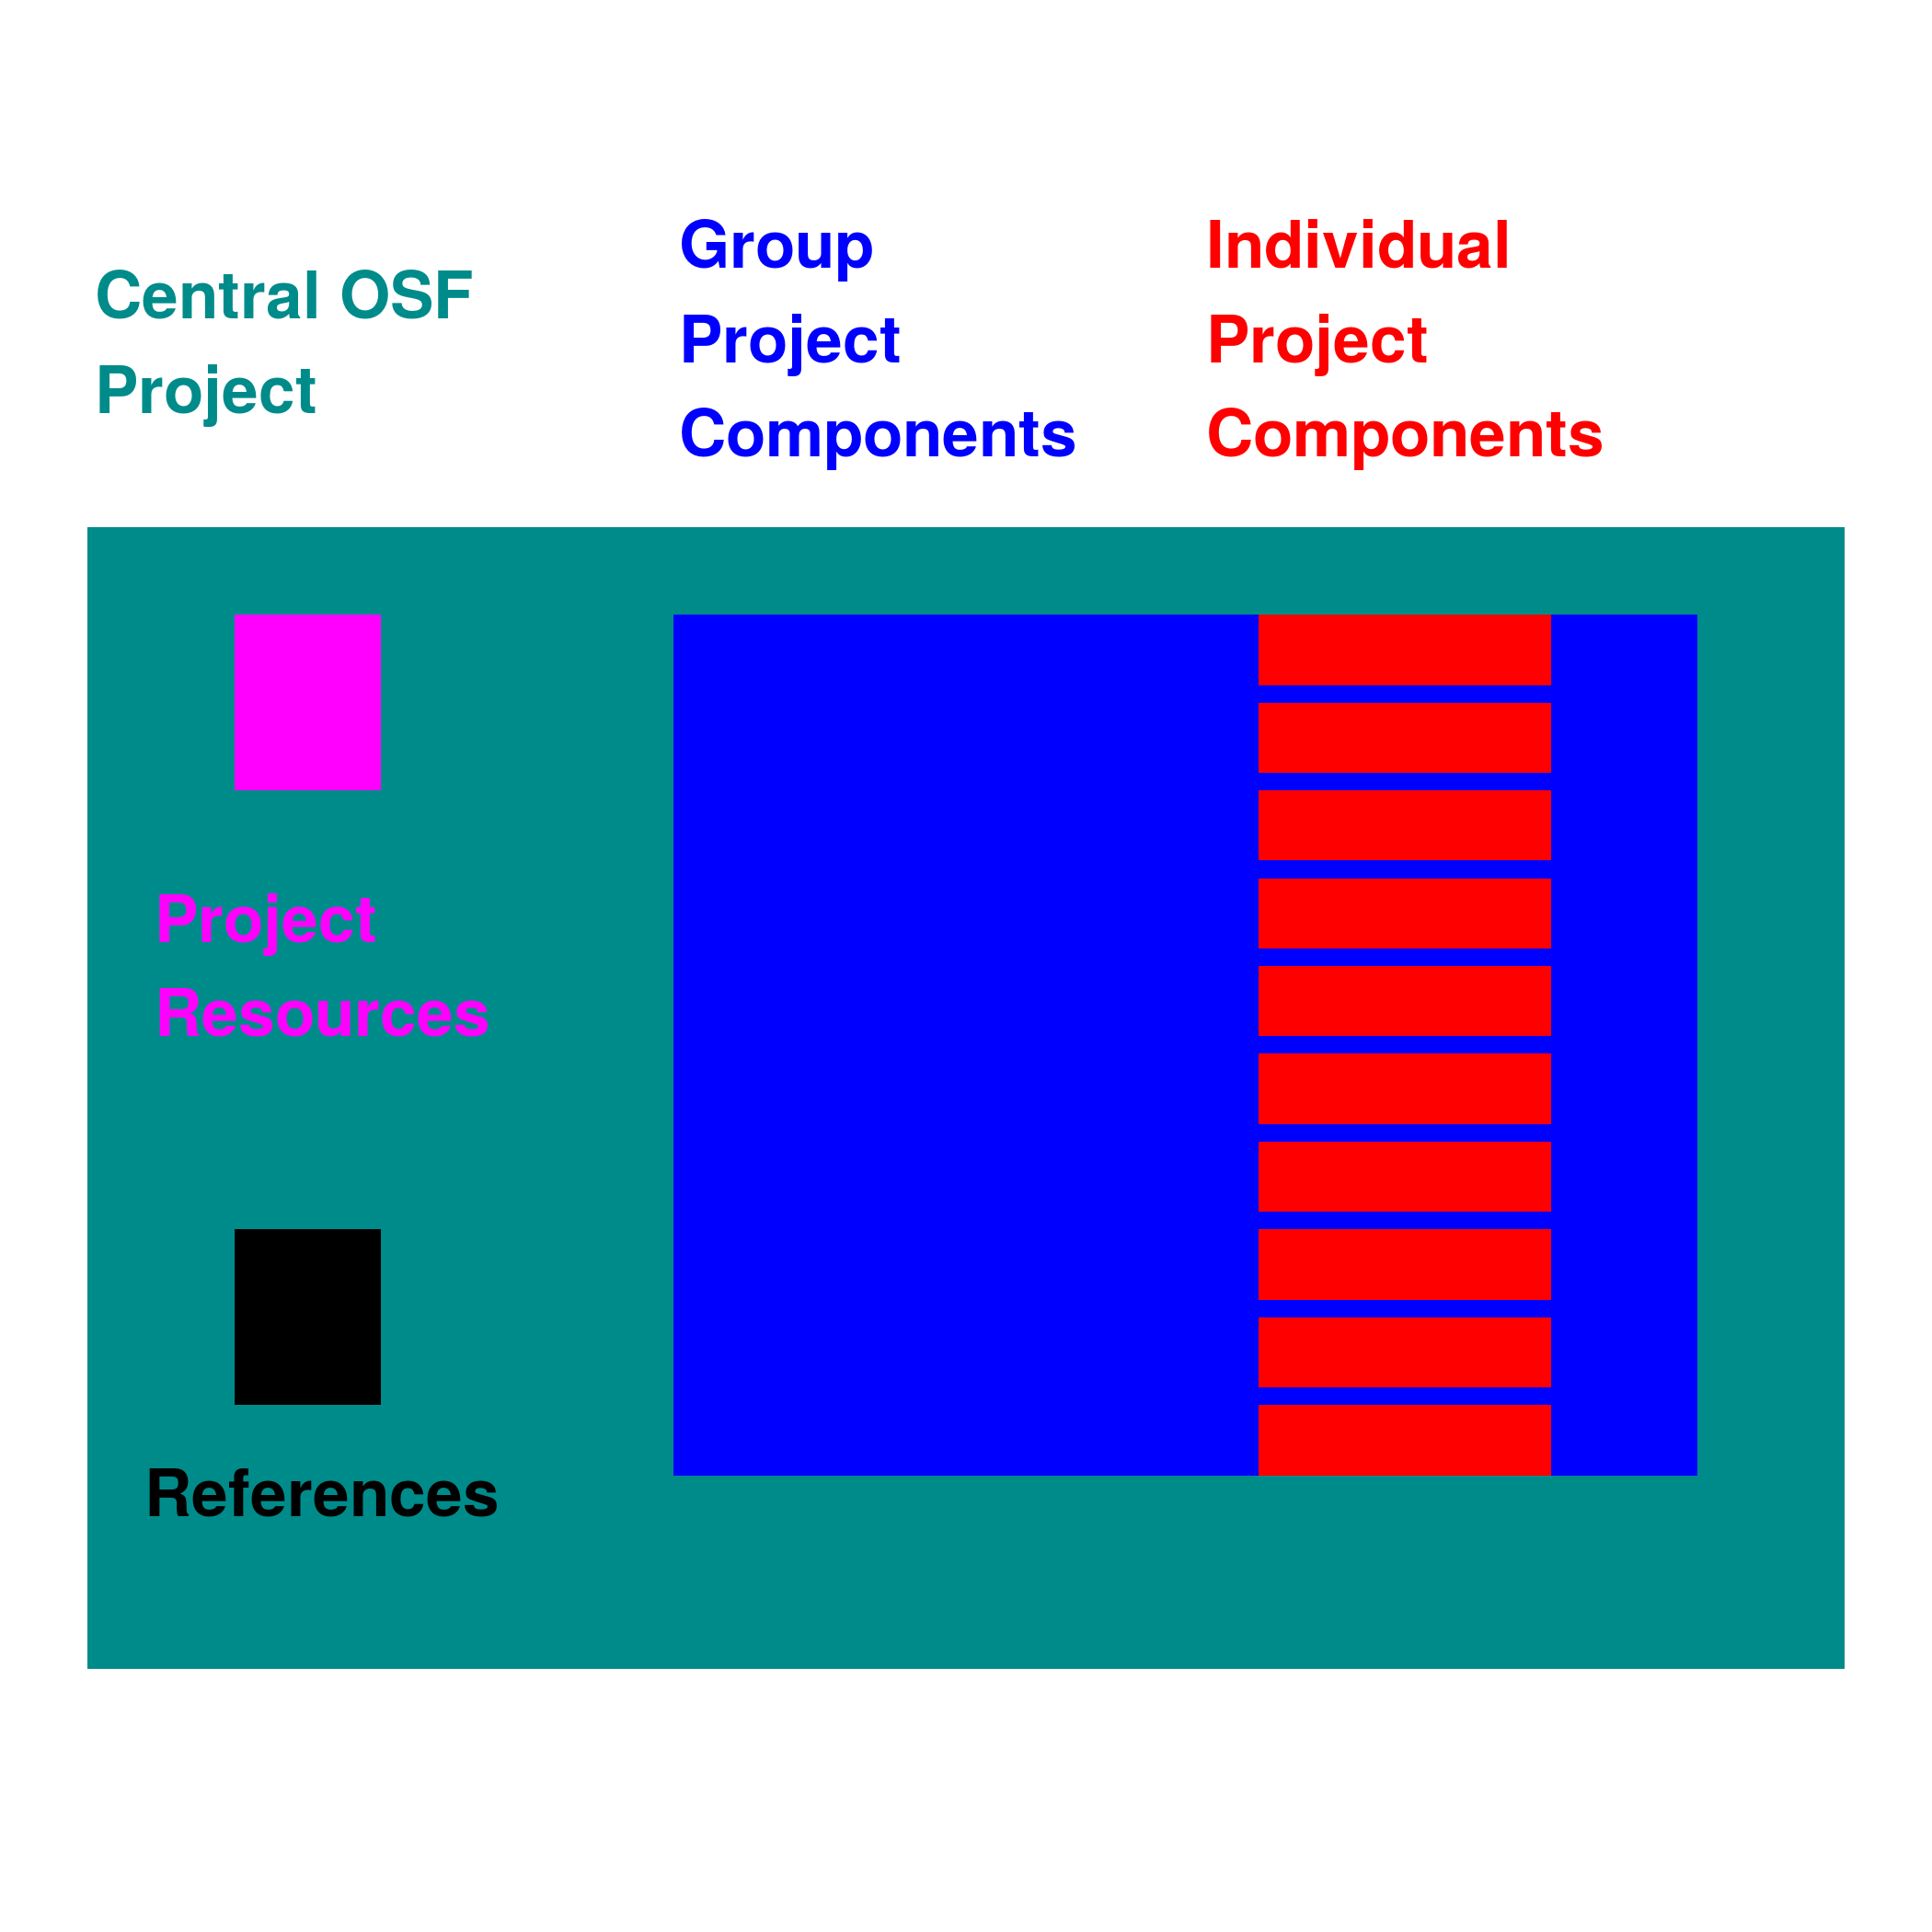 Central OSF
Project
Group
Project
Components
Individual
Project
Components
Project
Resources
References